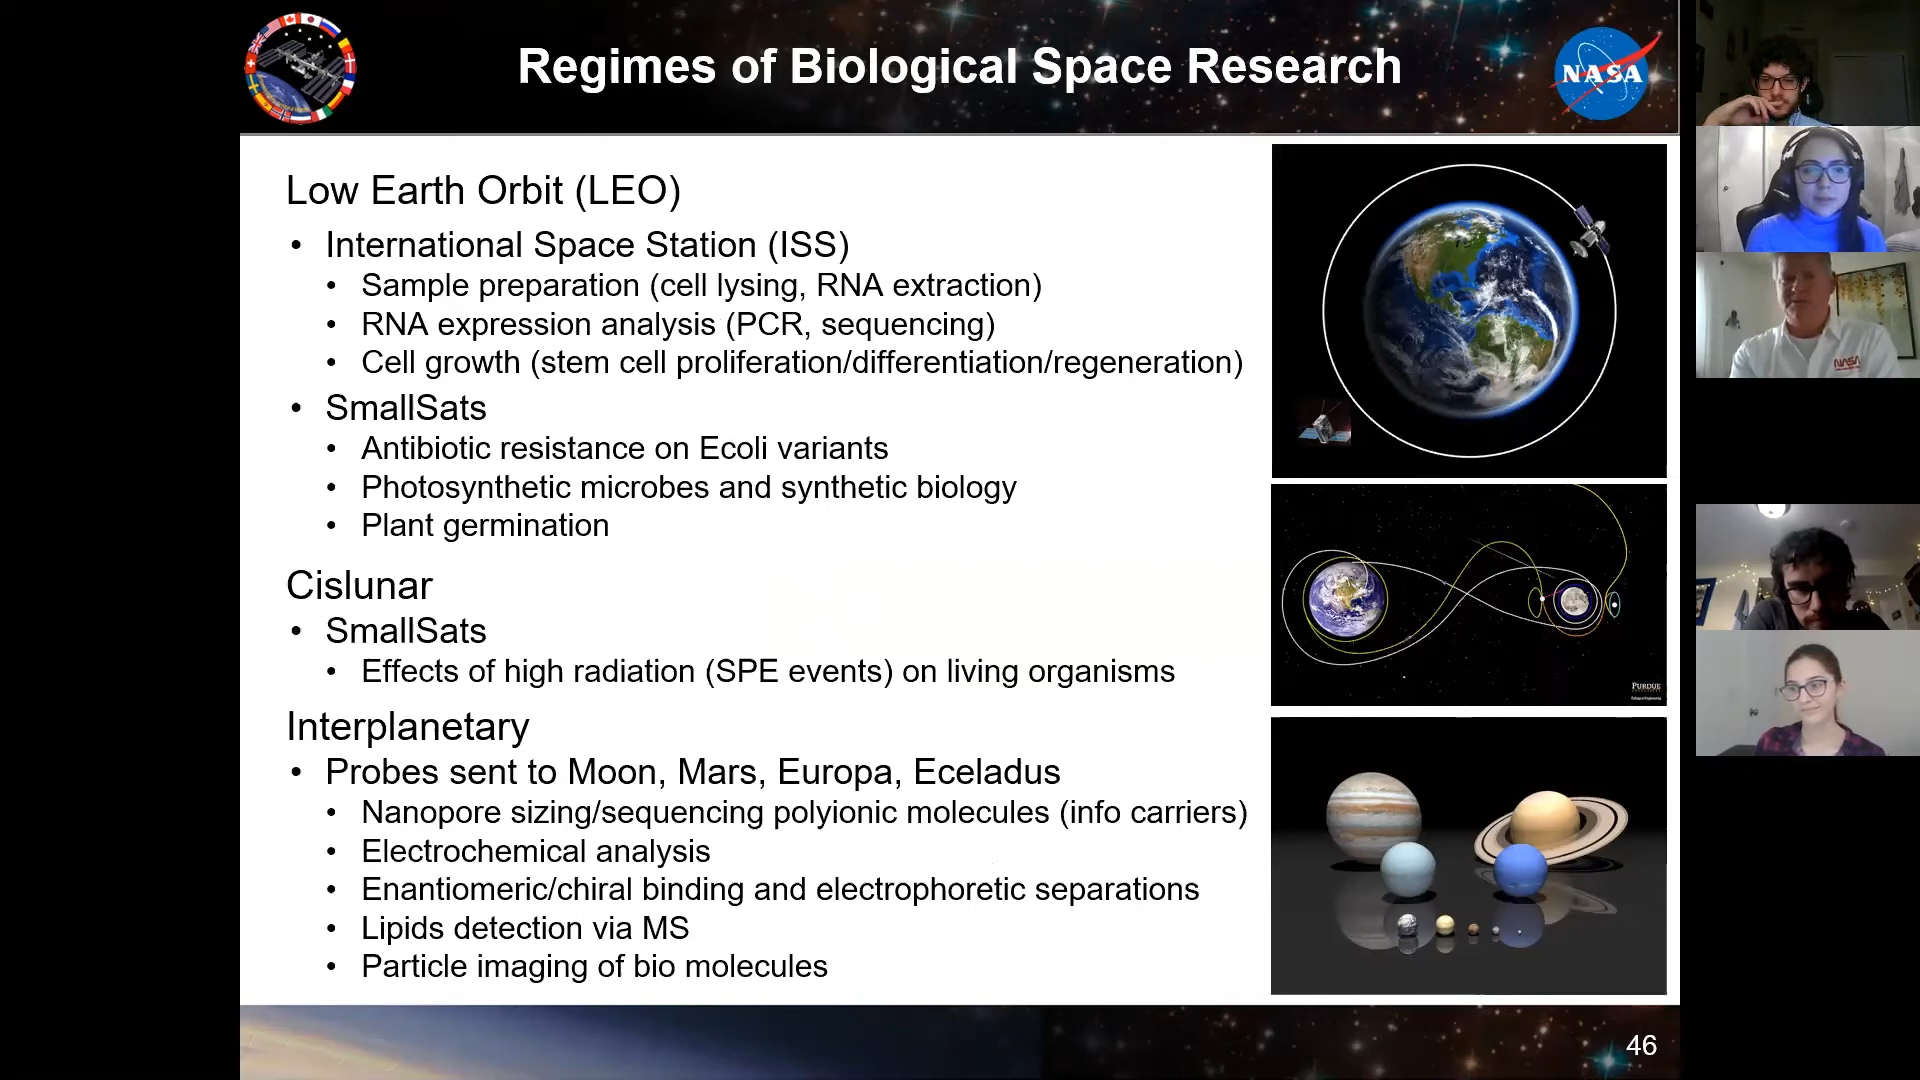 Regimes of Biological Space Research
NASA
Low Earth Orbit (LEO)
• International Space Station (ISS)
• Sample preparation (cell lysing, RNA extraction)
• RNA expression analysis (PCR, sequencing)
• Cell growth (stem cell proliferation/differentiation/regeneration)
• SmallSats
• Antibiotic resistance on Ecoli variants
• Photosynthetic microbes and synthetic biology
• Plant germination
Cislunar
• SmallSats
• Effects of high radiation (SPE events) on living organisms
Interplanetary
• Probes sent to Moon, Mars, Europa, Eceladus
• Nanopore sizing/sequencing polyionic molecules (info carriers)
• Electrochemical analysis
• Enantiomeric/chiral binding and electrophoretic separations
• Lipids detection via MS
• Particle imaging of bio molecules
PURDUE
46
NASA